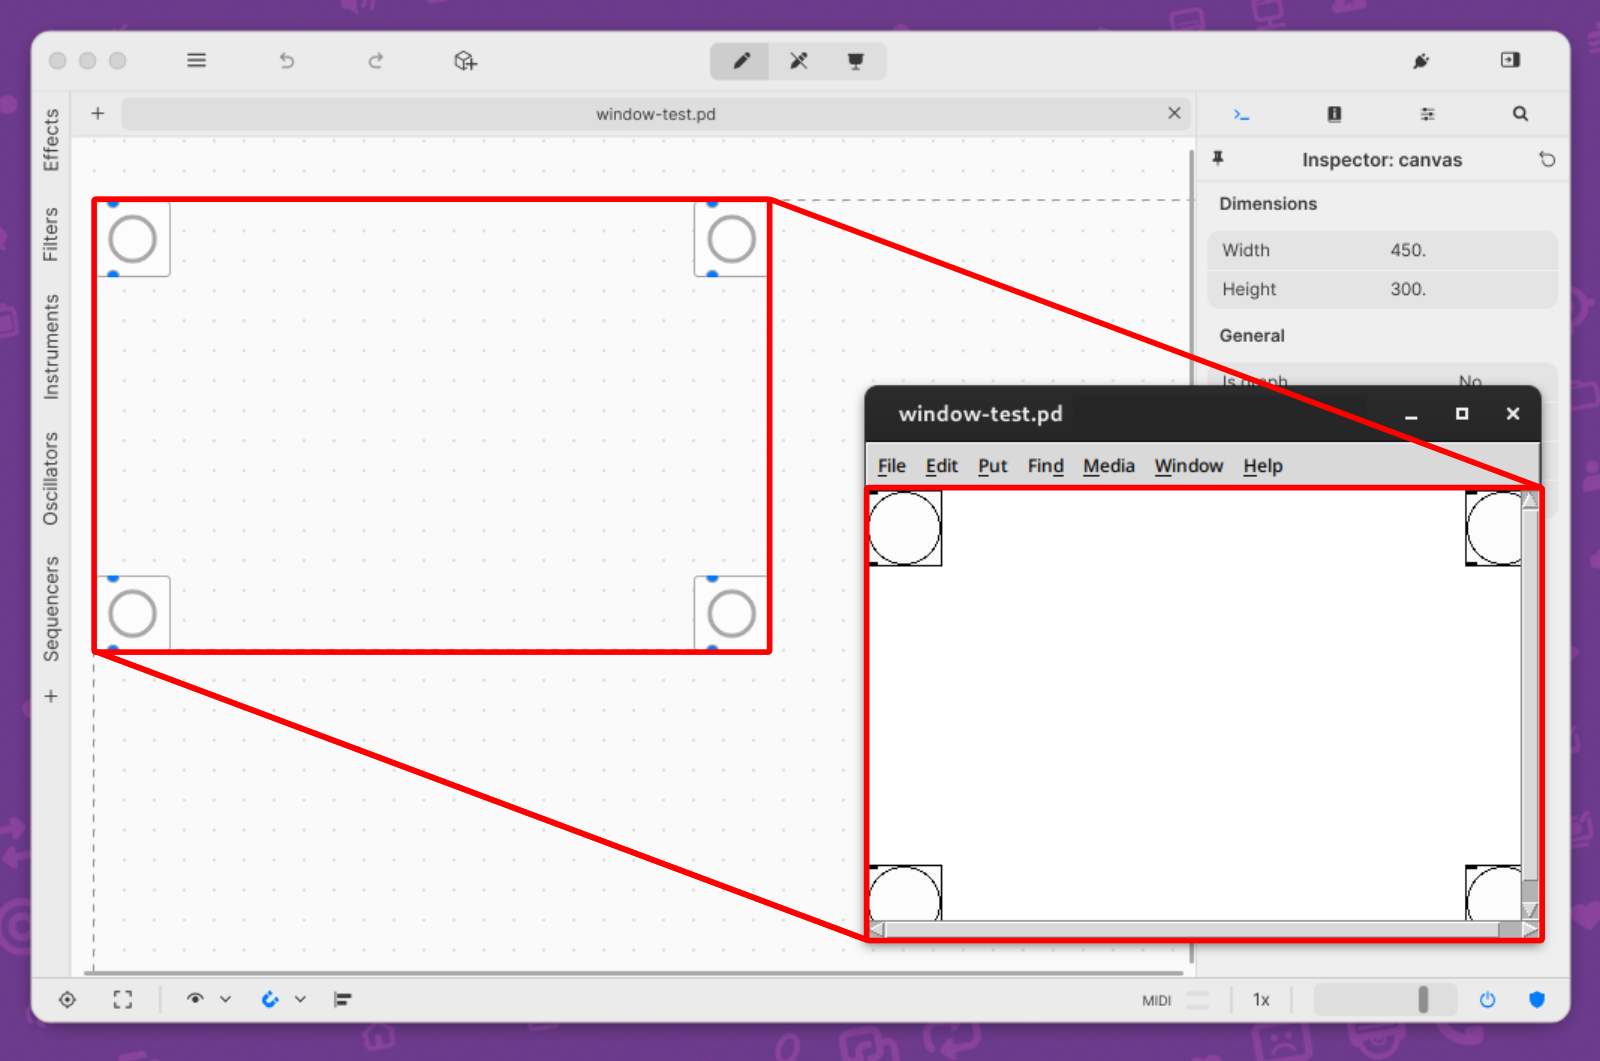 window-test.pd
Effects
Filters
Instruments
Oscillators
Sequencers
Inspector: canvas
Dimensions
Width 450.
Height 300.
General
Is graph No
window-test.pd
File Edit Put Find Media Window Help
MIDI 1x